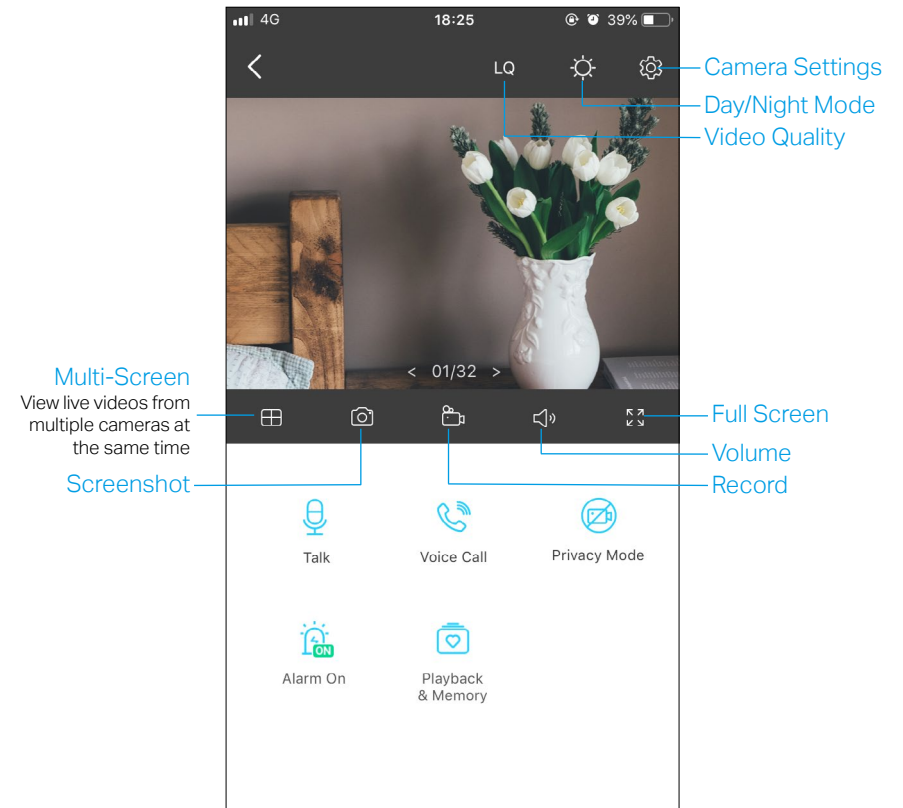 4G
18:25
39%
LQ
Camera Settings
Day/Night Mode
Video Quality
< 01/32 >
Multi-Screen
View live videos from
multiple cameras at
the same time
Screenshot
Full Screen
Volume
Record
Talk
Voice Call
Privacy Mode
ON
Alarm On
Playback
& Memory